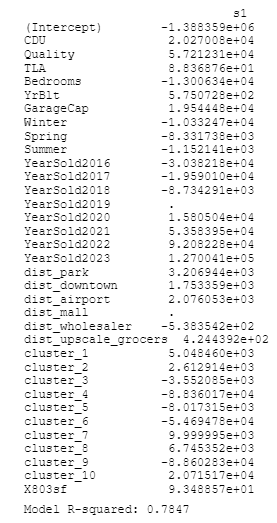 s1
(Intercept) -1.388359e+06
CDU 2.027008e+04
Quality 5.721231e+04
TLA 8.836876e+01
Bedrooms -1.300634e+04
YrBlt 5.750728e+02
GarageCap 1.954448e+04
Winter -1.033247e+04
Spring -8.331738e+03
Summer -1.152141e+03
YearSold2016 -3.038218e+04
YearSold2017 -1.959010e+04
YearSold2018 -8.734291e+03
YearSold2019 .
YearSold2020 1.580504e+04
YearSold2021 5.358395e+04
YearSold2022 9.208228e+04
YearSold2023 1.270041e+05
dist_park 3.206944e+03
dist_downtown 1.753359e+03
dist_airport 2.076053e+03
dist_mall .
dist_wholesaler -5.383542e+02
dist_upscale_grocers 4.244392e+02
cluster_1 5.048460e+03
cluster_2 2.612914e+03
cluster_3 -3.552085e+03
cluster_4 -8.836017e+04
cluster_5 -8.017315e+03
cluster_6 -5.469478e+04
cluster_7 9.999995e+03
cluster_8 6.745352e+03
cluster_9 -8.860283e+04
cluster_10 2.071517e+04
X803sf 9.348857e+01
Model R-squared: 0.7847